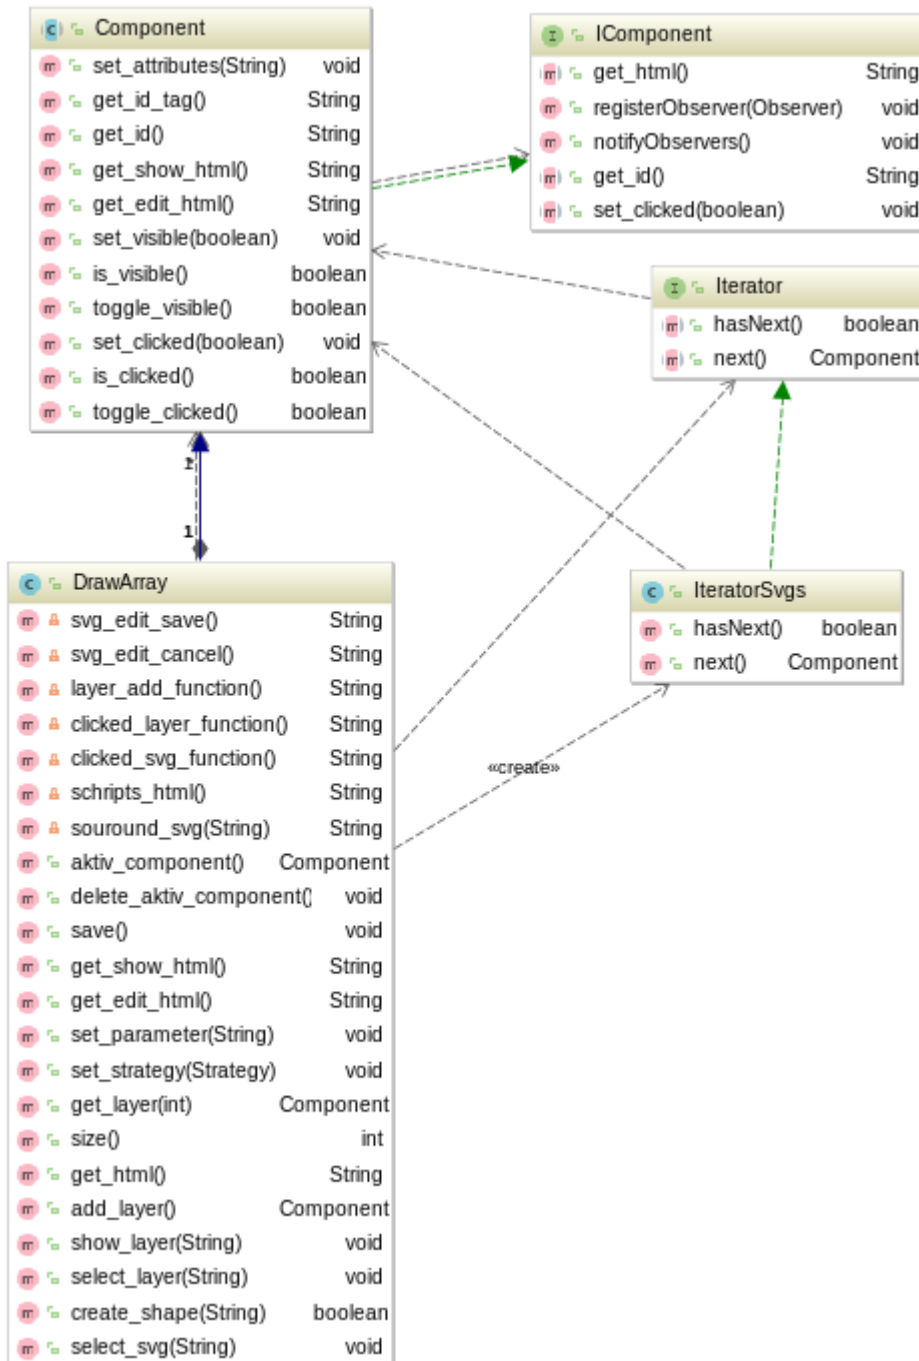 Component
set_attributes(String) void
get_id_tag() String
get_id() String
get_show_html() String
get_edit_html() String
set_visible(boolean) void
is_visible() boolean
toggle_visible() boolean
set_clicked(boolean) void
is_clicked() boolean
toggle_clicked() boolean
IComponent
get_html() String
registerObserver(Observer) void
notifyObservers() void
get_id() String
set_clicked(boolean) void
Iterator
hasNext() boolean
next() Component
1
DrawArray
svg_edit_save() String
svg_edit_cancel() String
layer_add_function() String
clicked_layer_function() String
clicked_svg_function() String
schripts_html() String
souround_svg(String) String
aktiv_component() Component
delete_aktiv_component() void
save() void
get_show_html() String
get_edit_html() String
set_parameter(String) void
set_strategy(Strategy) void
get_layer(int) Component
size() int
get_html() String
add_layer() Component
show_layer(String) void
select_layer(String) void
create_shape(String) boolean
select_svg(String) void
IteratorSvgs
hasNext() boolean
next() Component
«create»